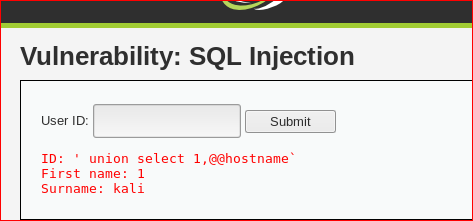 Vulnerability: SQL Injection
User ID: Submit
ID: ' union select 1,@@hostname`
First name: 1
Surname: kali